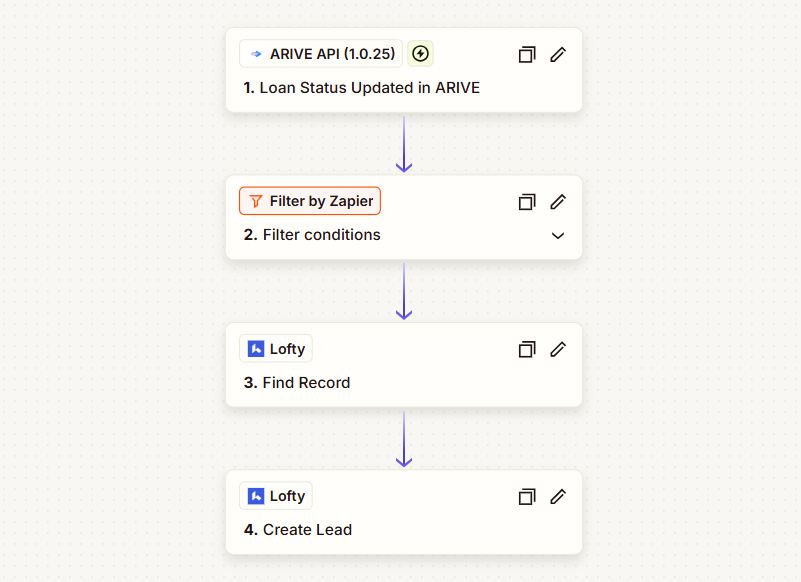 ARIVE API (1.0.25)
1. Loan Status Updated in ARIVE
Filter by Zapier
2. Filter conditions
Lofty
3. Find Record
Lofty
4. Create Lead